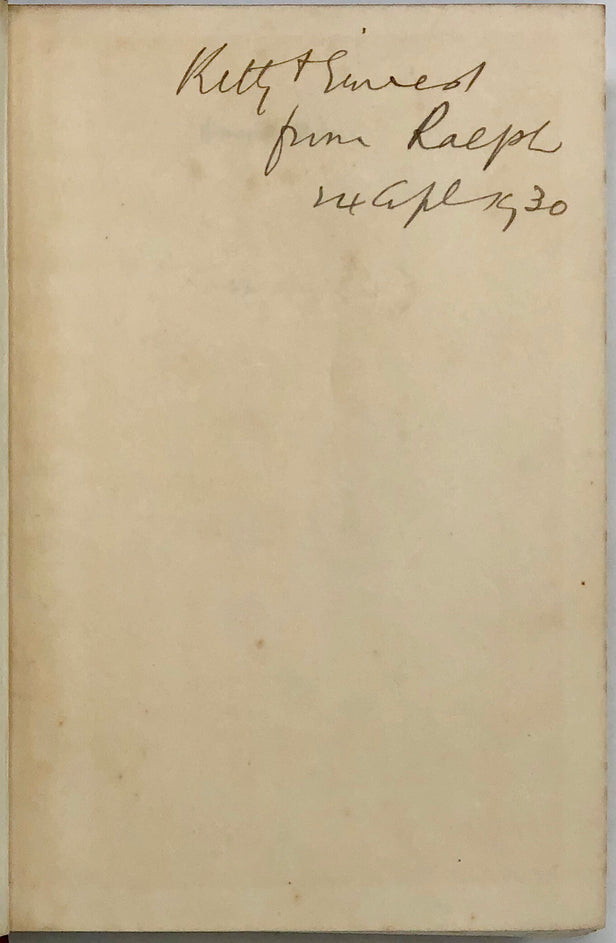 Kitty + Ernest
from Ralph
24 Apl 1930